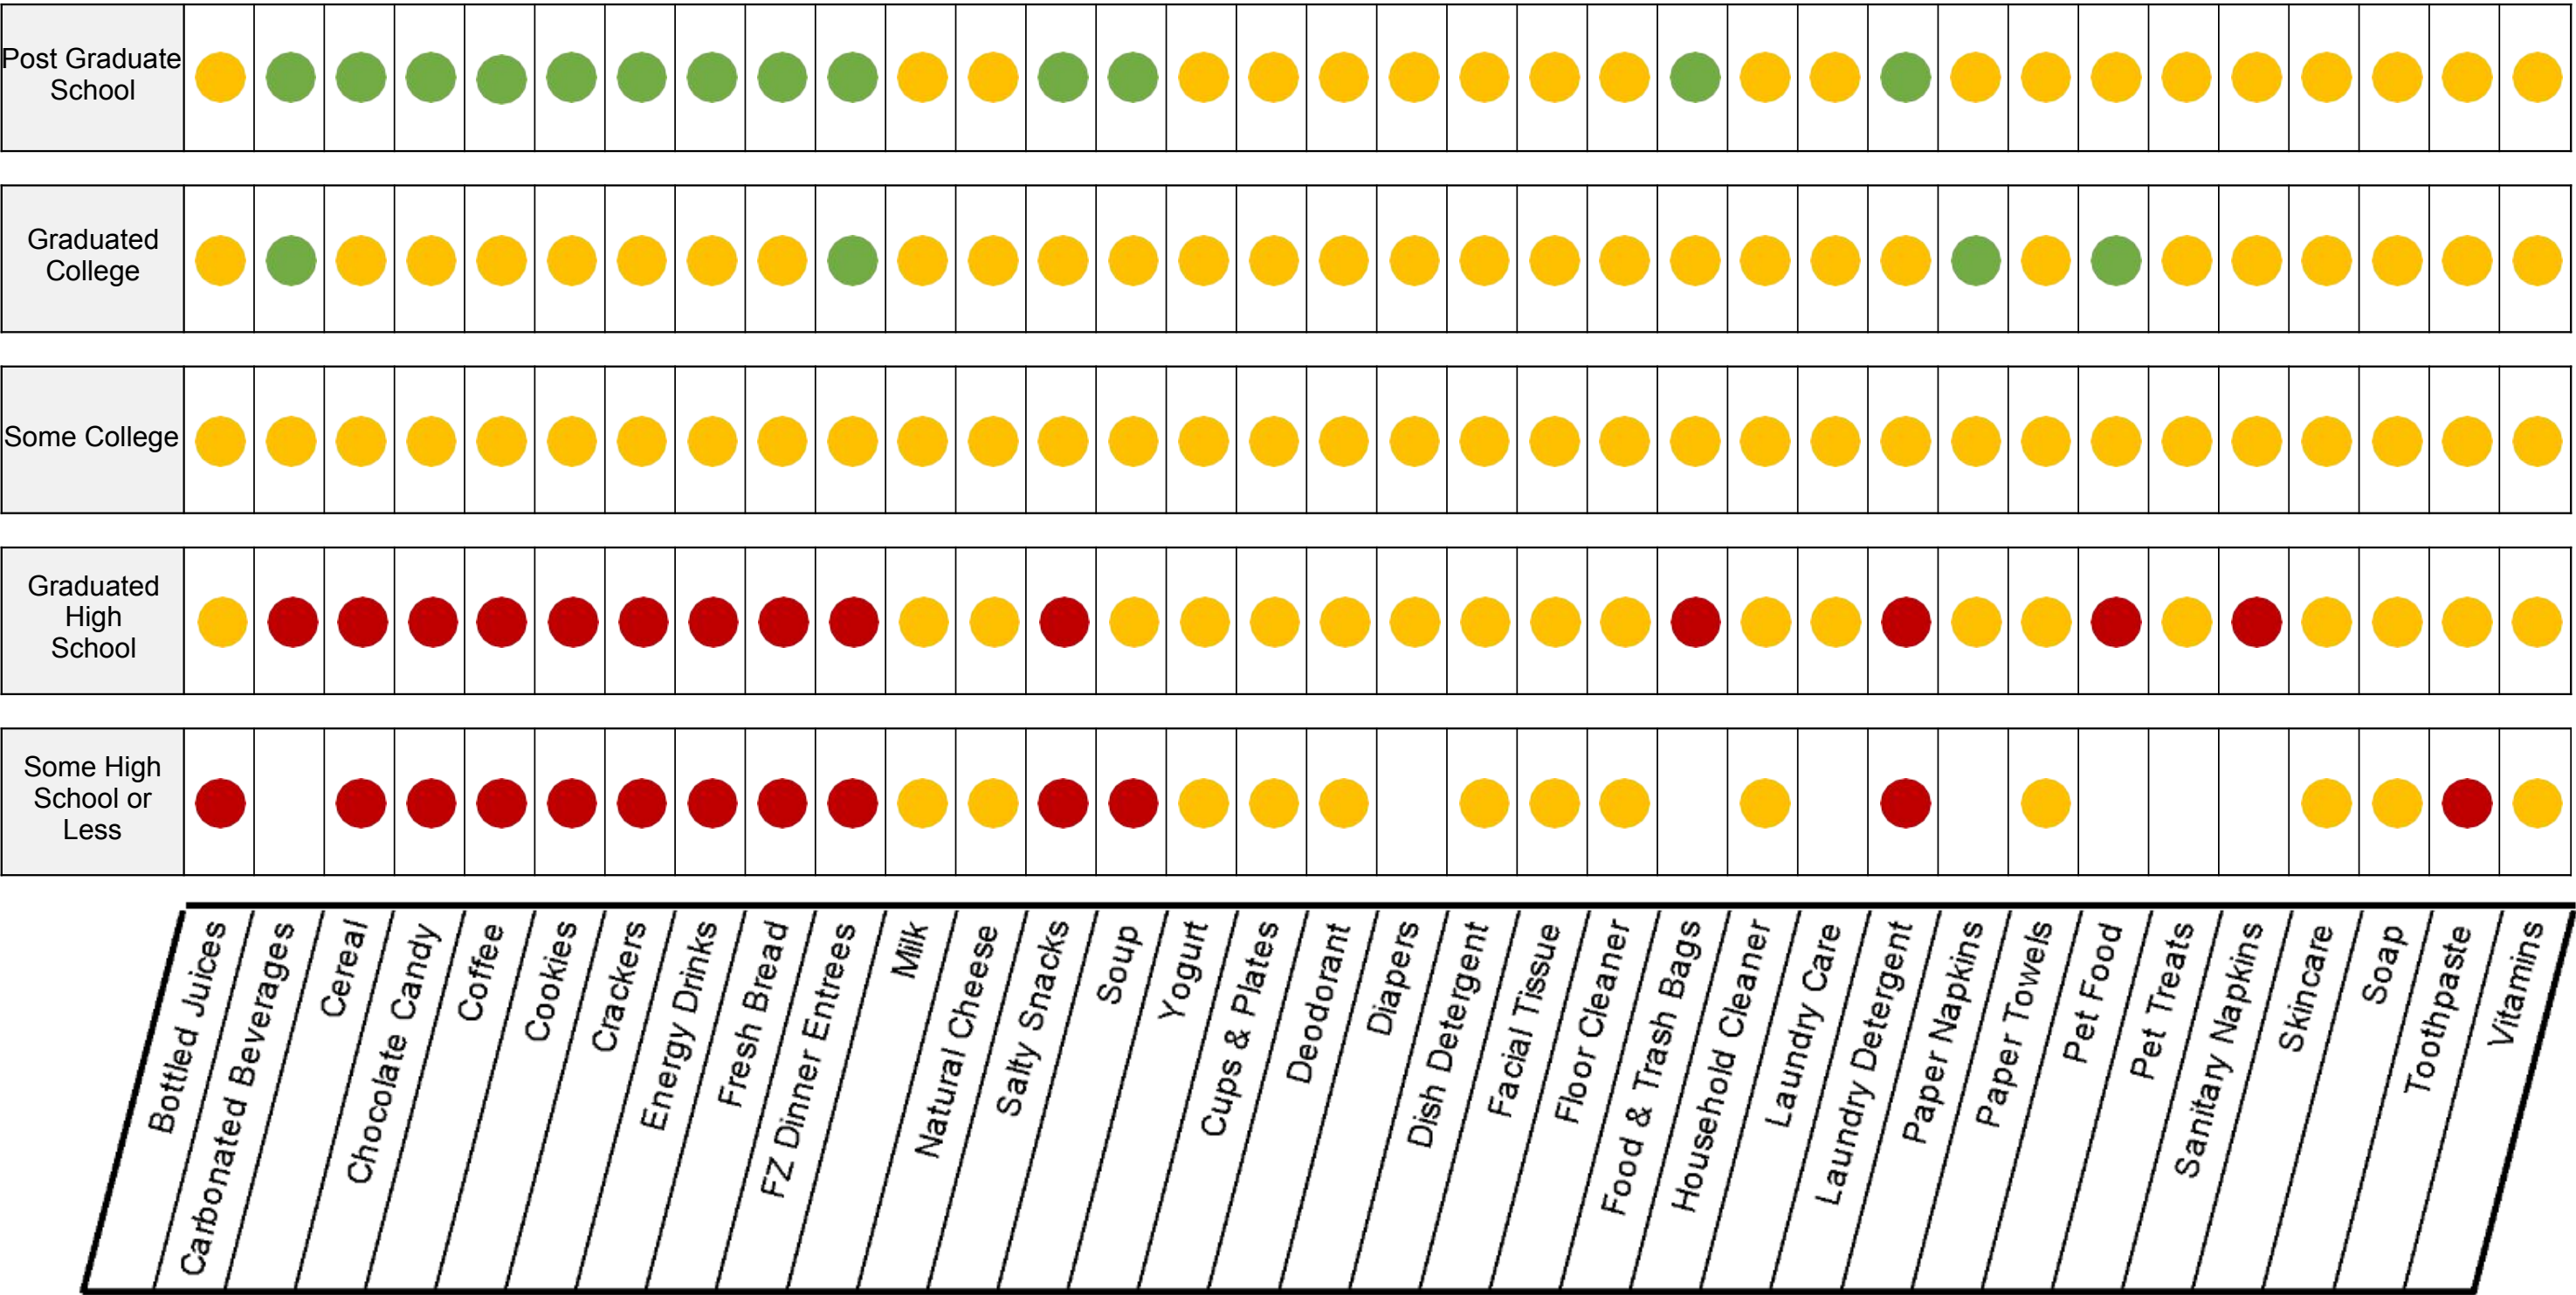 Post Graduate
School
Graduated
College
Some College
Graduated
High
School
Some High
School or
Less
Bottled Juices
Carbonated Beverages
Cereal
Chocolate Candy
Coffee
Cookies
Crackers
Energy Drinks
Fresh Bread
FZ Dinner Entrees
Milk
Natural Cheese
Salty Snacks
Soup
Yogurt
Cups & Plates
Deodorant
Diapers
Dish Detergent
Facial Tissue
Floor Cleaner
Food & Trash Bags
Household Cleaner
Laundry Care
Laundry Detergent
Paper Napkins
Paper Towels
Pet Food
Pet Treats
Sanitary Napkins
Skincare
Soap
Toothpaste
Vitamins